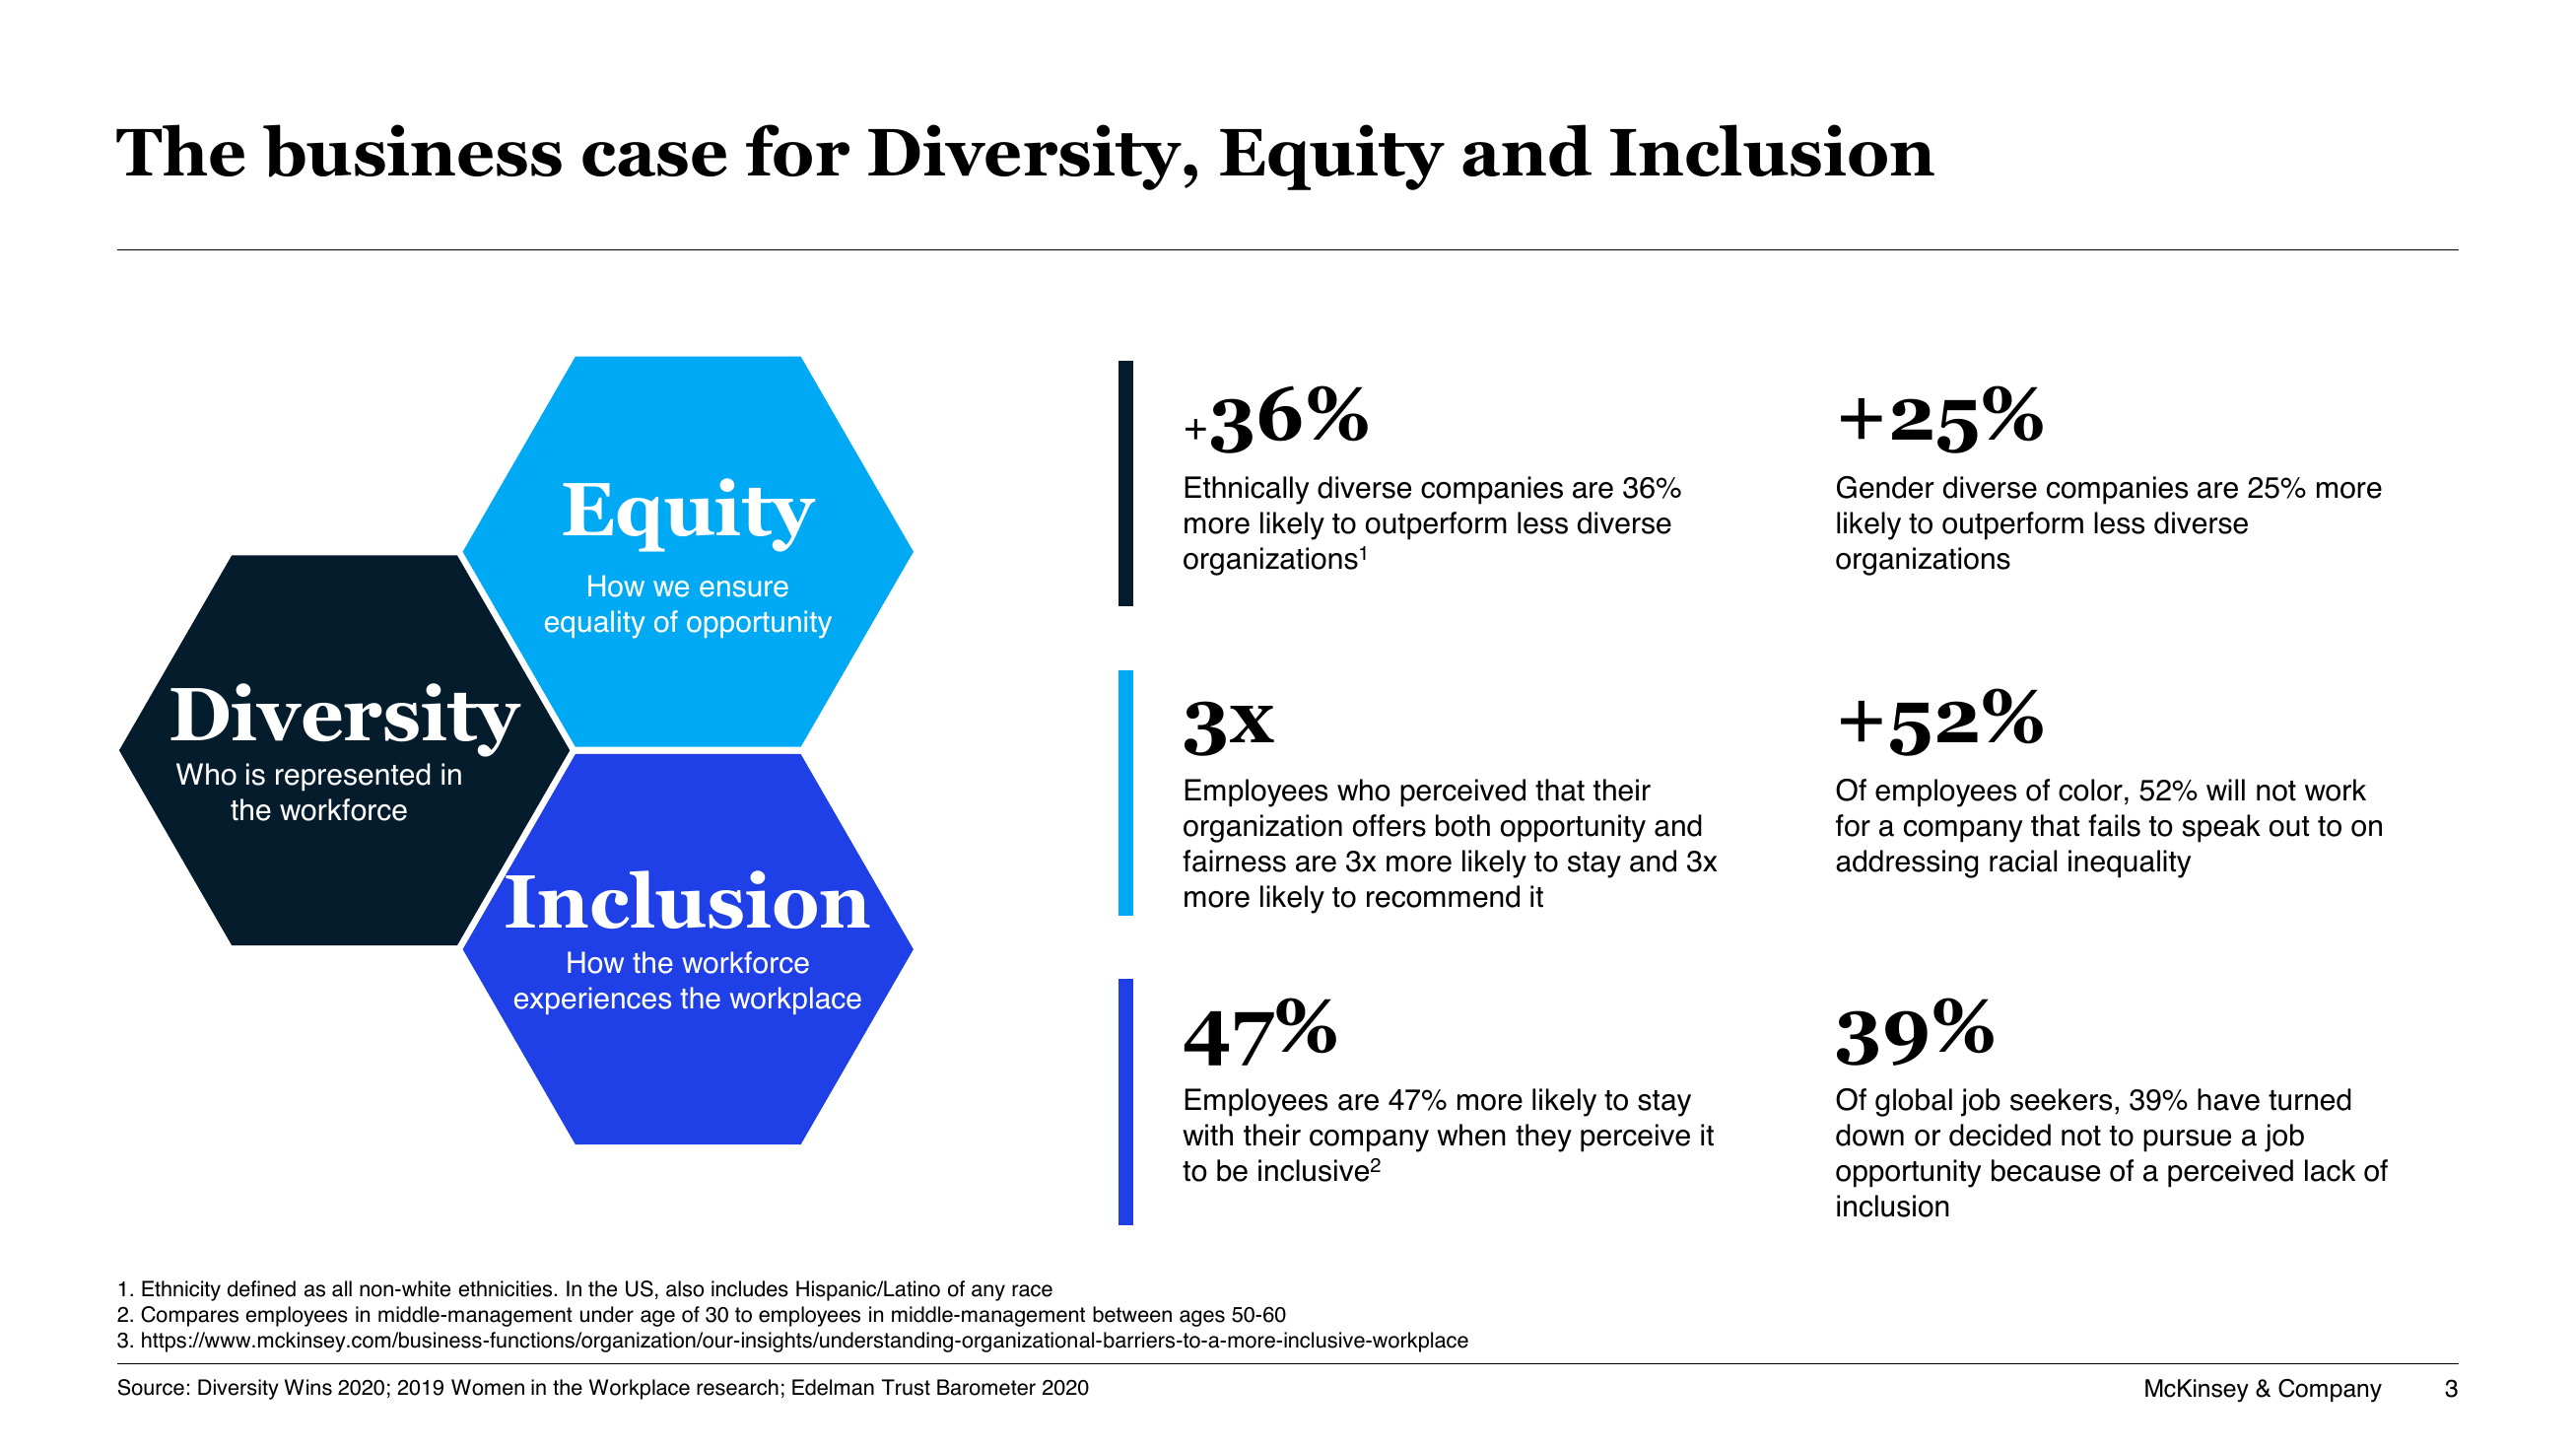 The business case for Diversity, Equity and Inclusion
Equity
How we ensure
equality of opportunity
Diversity
Who is represented in
the workforce
Inclusion
How the workforce
experiences the workplace
+36%
Ethnically diverse companies are 36%
more likely to outperform less diverse
organizations¹
+25%
Gender diverse companies are 25% more
likely to outperform less diverse
organizations
3x
Employees who perceived that their
organization offers both opportunity and
fairness are 3x more likely to stay and 3x
more likely to recommend it
+52%
Of employees of color, 52% will not work
for a company that fails to speak out to on
addressing racial inequality
47%
Employees are 47% more likely to stay
with their company when they perceive it
to be inclusive²
39%
Of global job seekers, 39% have turned
down or decided not to pursue a job
opportunity because of a perceived lack of
inclusion
1. Ethnicity defined as all non-white ethnicities. In the US, also includes Hispanic/Latino of any race
2. Compares employees in middle-management under age of 30 to employees in middle-management between ages 50-60
3. https://www.mckinsey.com/business-functions/organization/our-insights/understanding-organizational-barriers-to-a-more-inclusive-workplace
Source: Diversity Wins 2020; 2019 Women in the Workplace research; Edelman Trust Barometer 2020
McKinsey & Company 3